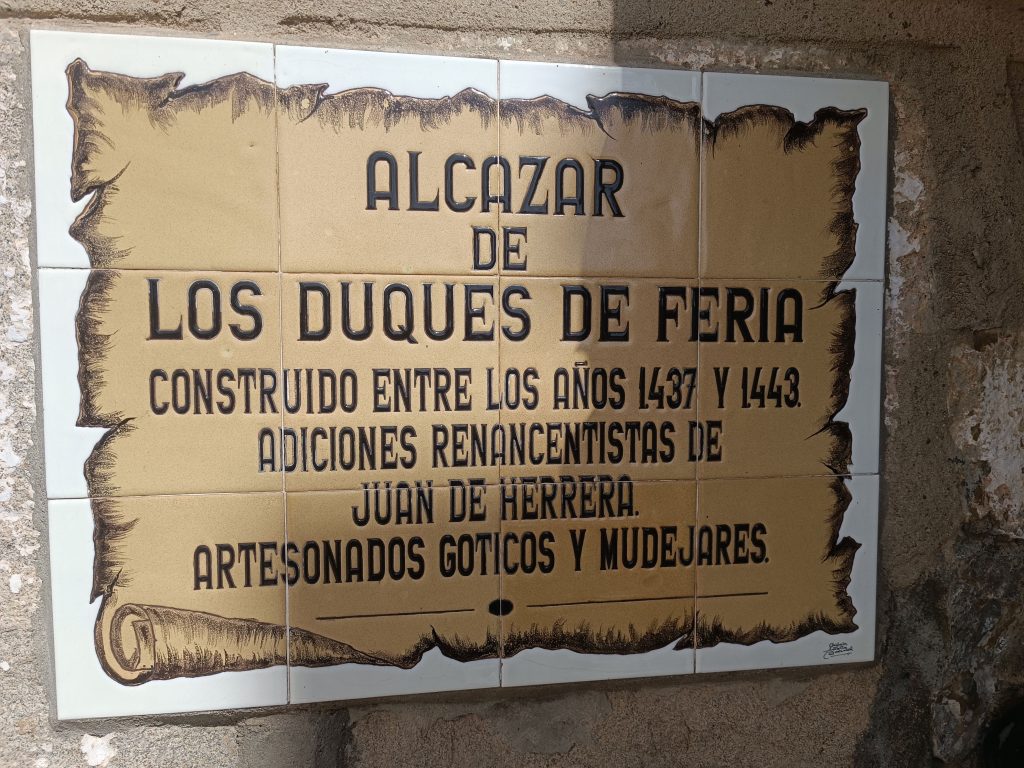 ALCAZAR
DE
LOS DUQUES DE FERIA
CONSTRUIDO ENTRE LOS AÑOS 1437 Y 1443.
ADICIONES RENANCENTISTAS DE
JUAN DE HERRERA.
ARTESONADOS GOTICOS Y MUDEJARES.